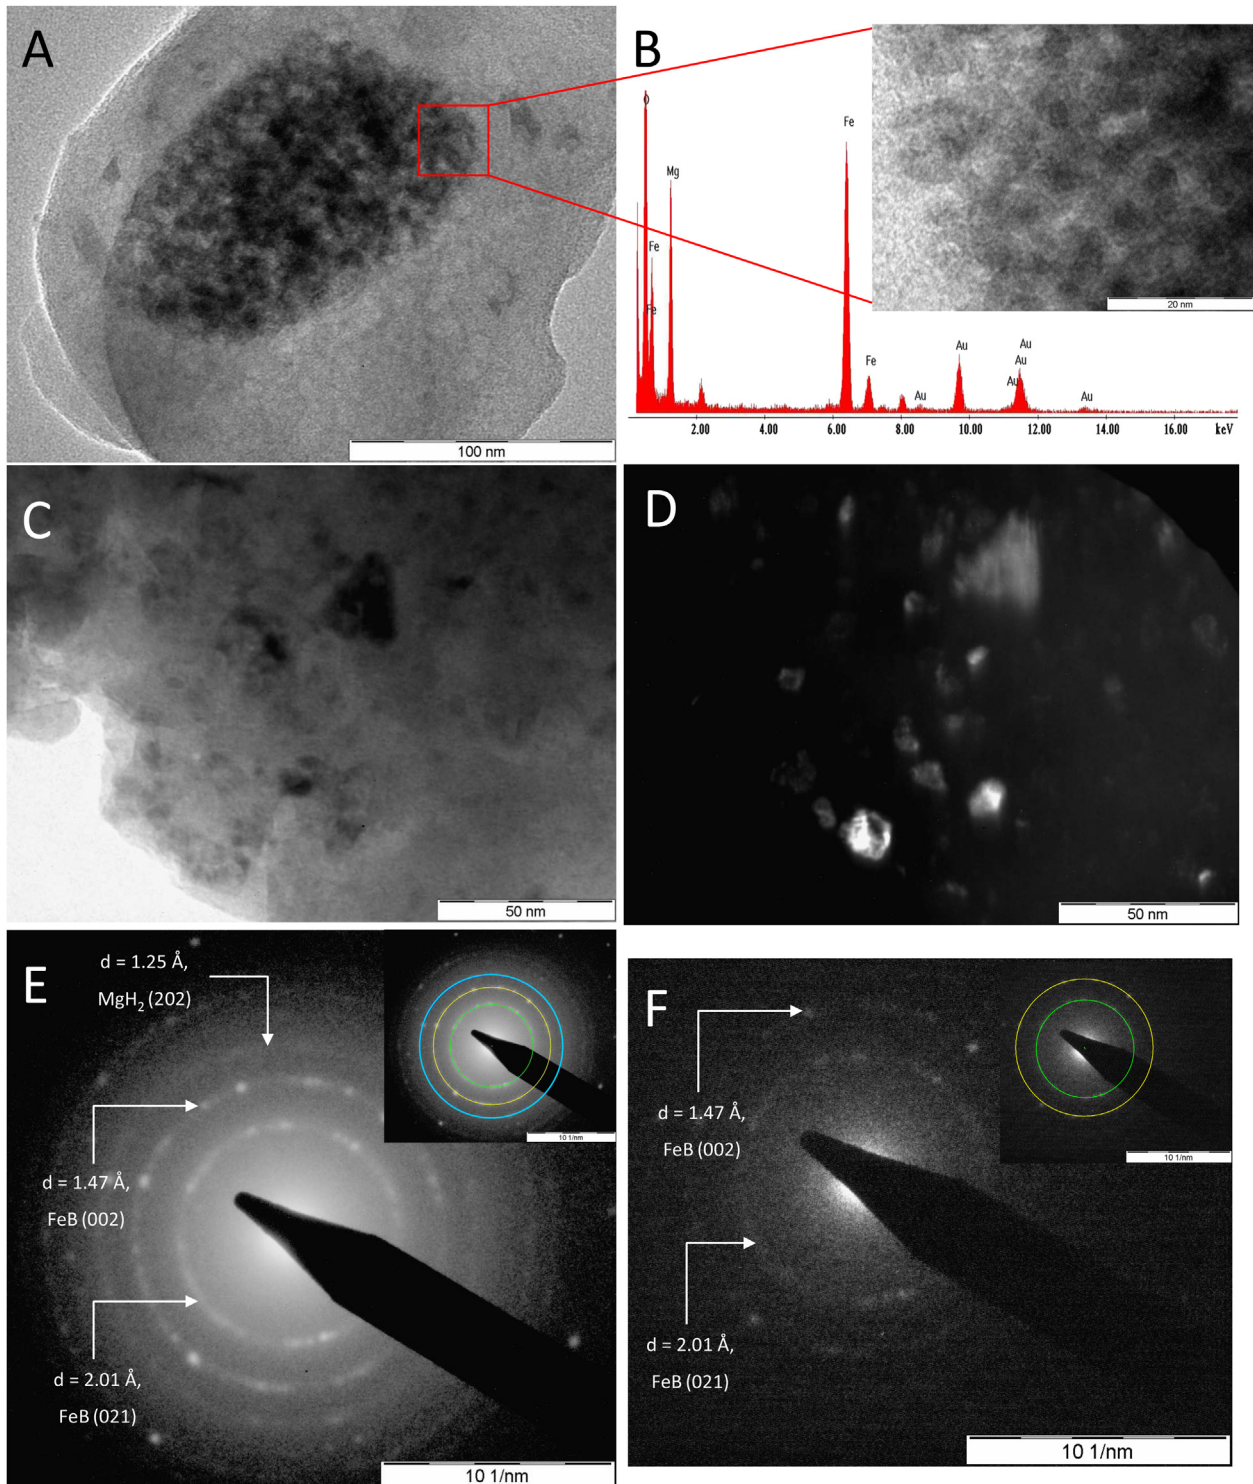 A
100 nm
B
O
Fe
Mg
Fe
Fe
Fe
Au
Au
Au
Au
Au
Au
2.00 4.00 6.00 8.00 10.00 12.00 14.00 16.00 keV
20 nm
C
50 nm
D
50 nm
E
d = 1.25 Å,
MgH₂ (202)
d = 1.47 Å,
FeB (002)
d = 2.01 Å,
FeB (021)
10 1/nm
10 1/nm
F
d = 1.47 Å,
FeB (002)
d = 2.01 Å,
FeB (021)
10 1/nm
10 1/nm